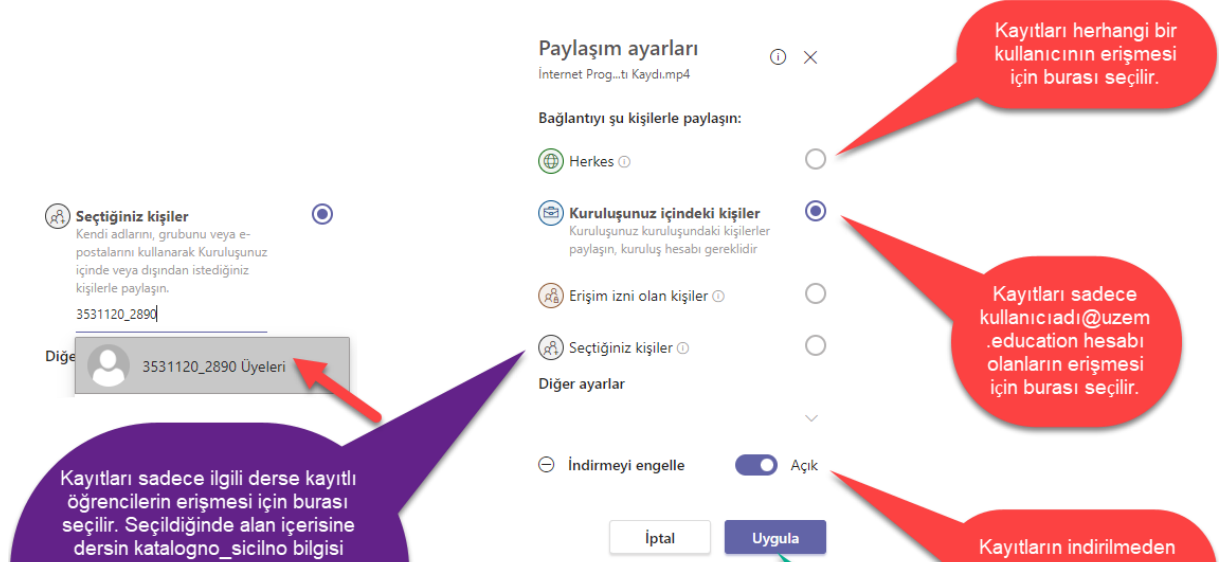 Paylaşım ayarları
İnternet Prog...tı Kaydı.mp4
Bağlantıyı şu kişilerle paylaşın:
Herkes
Kuruluşunuz içindeki kişiler
Kuruluşunuz kuruluşundaki kişilerler
paylaşın, kuruluş hesabı gereklidir
Erişim izni olan kişiler
Seçtiğiniz kişiler
Diğer ayarlar
İndirmeyi engelle
Açık
İptal
Uygula
Kayıtları herhangi bir
kullanıcının erişmesi
için burası seçilir.
Kayıtları sadece
kullanıcıadı@uzem
.education hesabı
olanların erişmesi
için burası seçilir.
Kayıtların indirilmeden
Seçtiğiniz kişiler
Kendi adlarını, grubunu veya e-
postalarını kullanarak Kuruluşunuz
içinde veya dışından istediğiniz
kişilerle paylaşın.
3531120_2890
Diğe
3531120_2890 Üyeleri
Kayıtları sadece ilgili derse kayıtlı
öğrencilerin erişmesi için burası
seçilir. Seçildiğinde alan içerisine
dersin katalogno_sicilno bilgisi